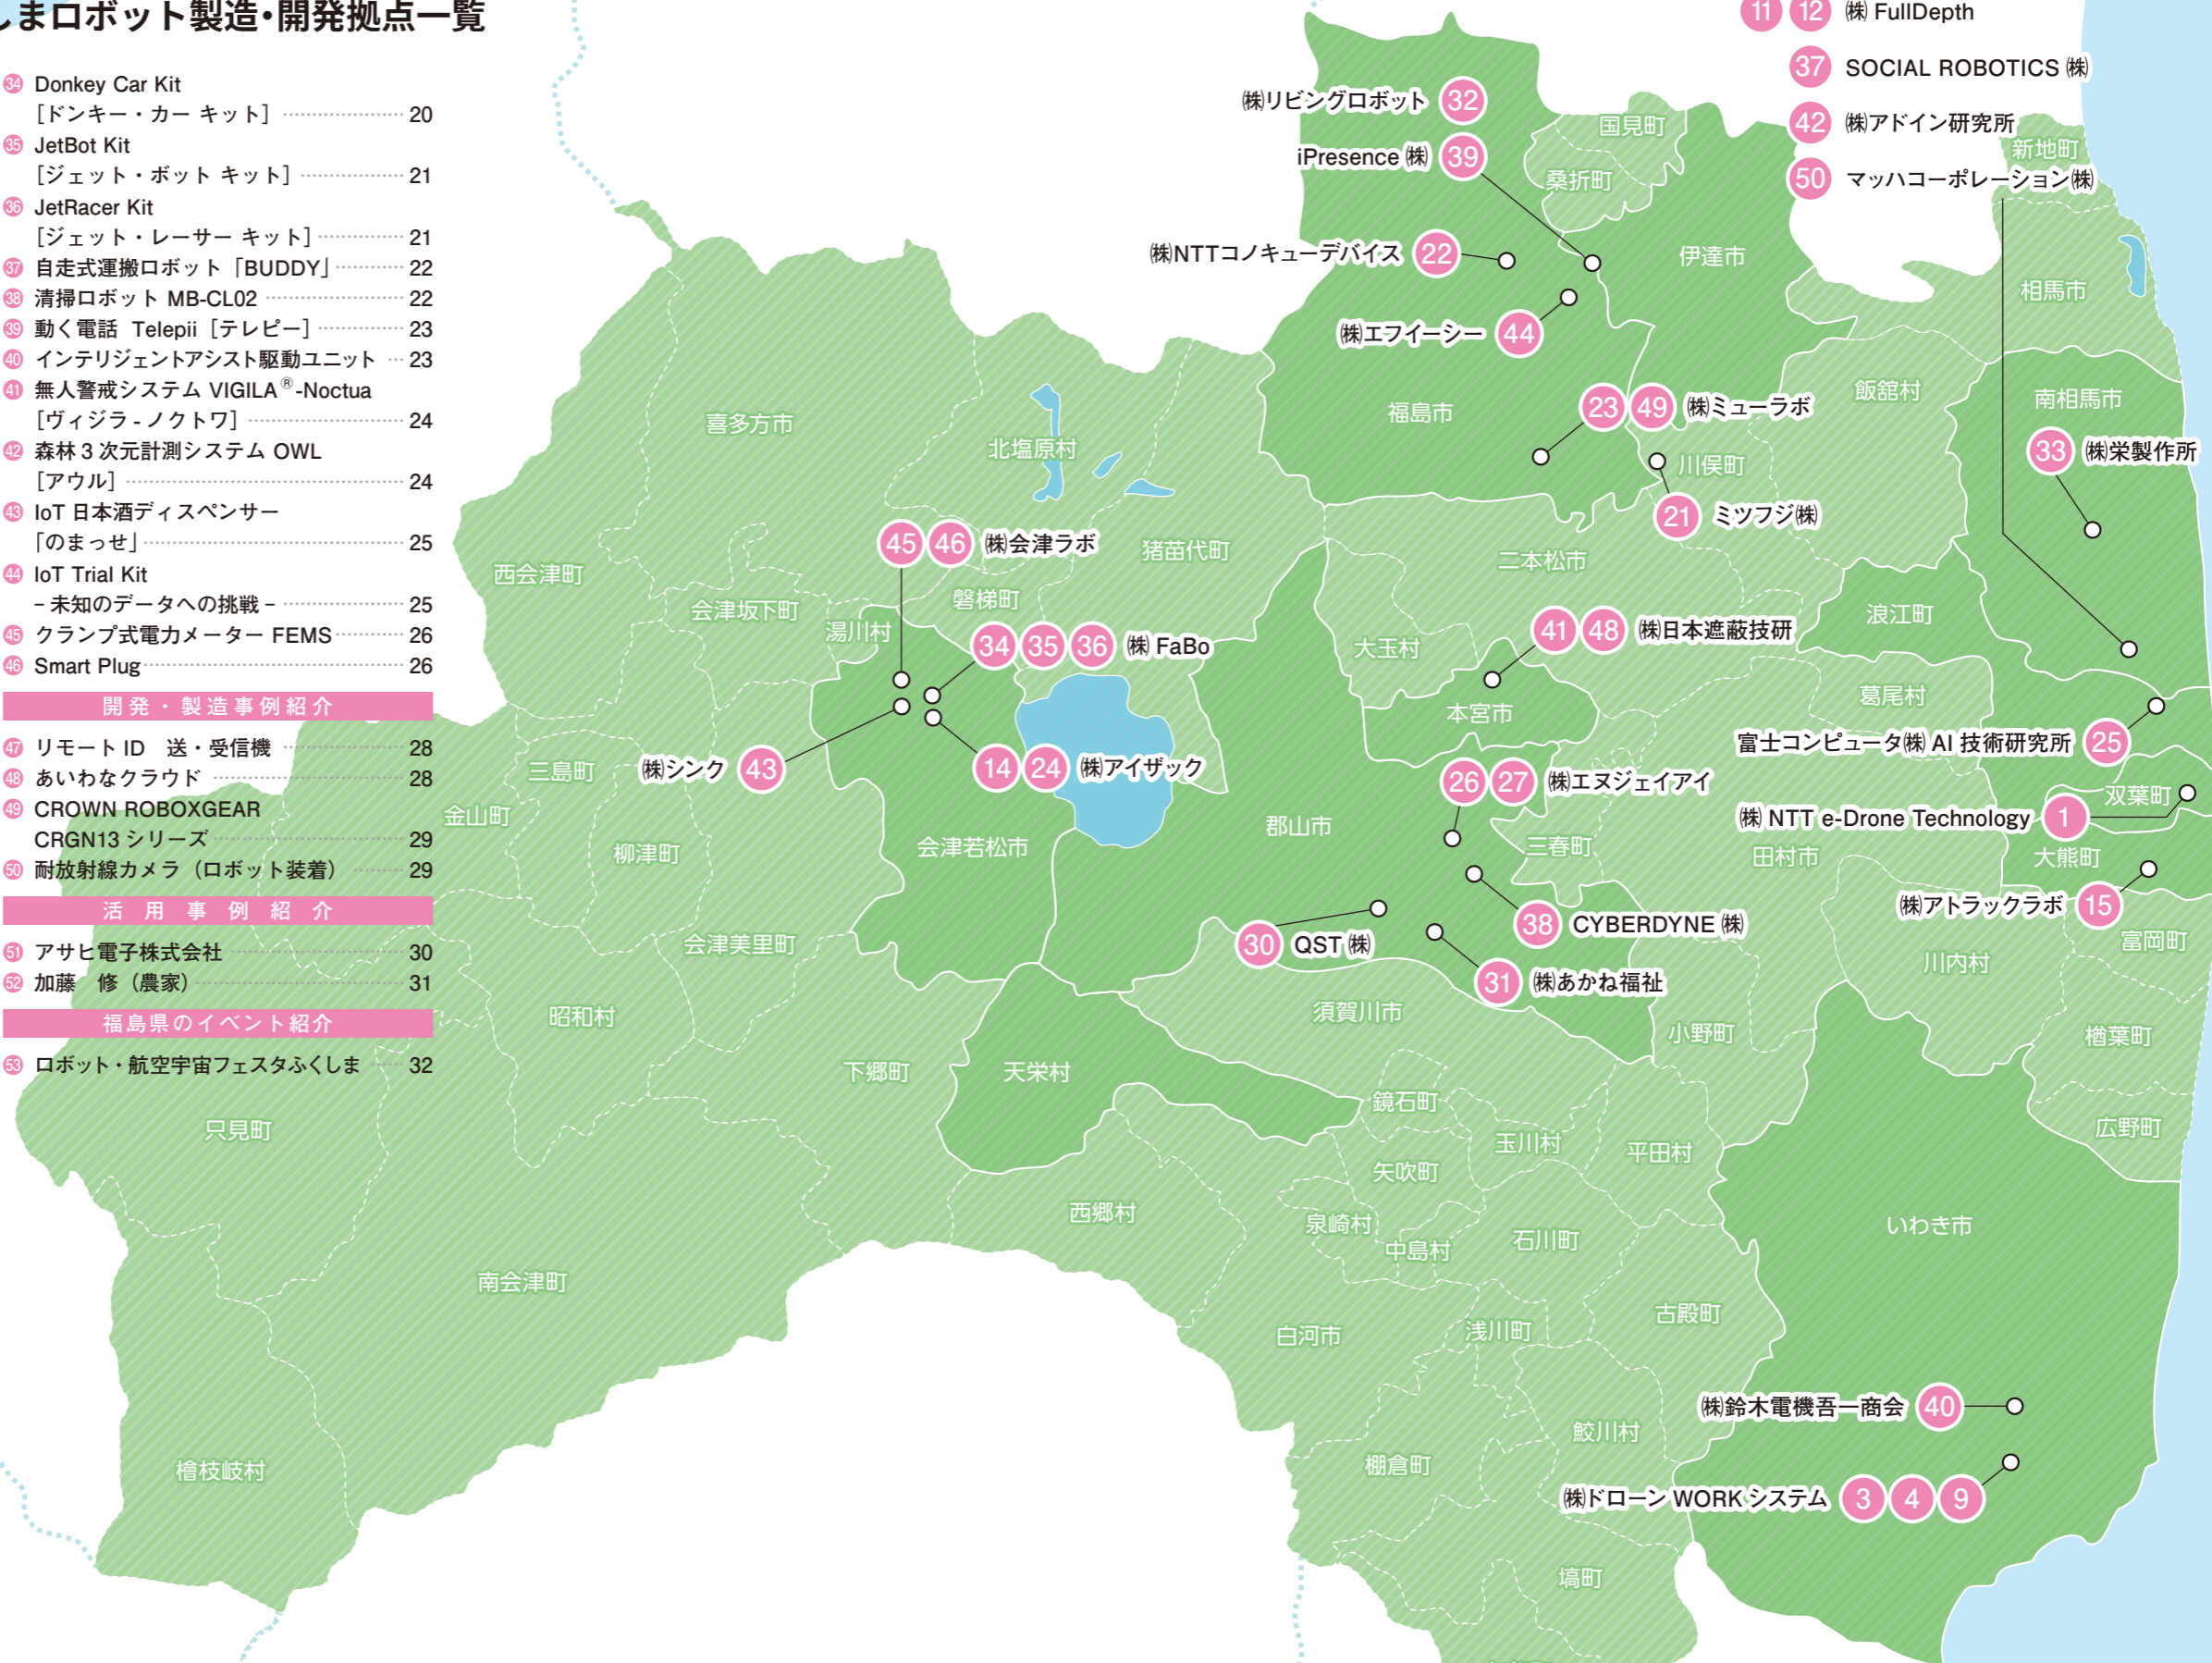 しまロボット製造・開発拠点一覧
34 Donkey Car Kit
［ドンキー・カー キット］ 20
35 JetBot Kit
［ジェット・ボット キット］ 21
36 JetRacer Kit
［ジェット・レーサー キット］ 21
37 自走式運搬ロボット「BUDDY」 22
38 清掃ロボット MB-CL02 22
39 動く電話 Telepii［テレピー］ 23
40 インテリジェントアシスト駆動ユニット 23
41 無人警戒システム VIGILA®-Noctua
［ヴィジラ - ノクトワ］ 24
42 森林3次元計測システム OWL
［アウル］ 24
43 IoT 日本酒ディスペンサー
「のまっせ」 25
44 IoT Trial Kit
– 未知のデータへの挑戦 – 25
45 クランプ式電力メーター FEMS 26
46 Smart Plug 26
開発・製造事例紹介
47 リモート ID 送・受信機 28
48 あいわなクラウド 28
49 CROWN ROBOXGEAR
CRGN13 シリーズ 29
50 耐放射線カメラ（ロボット装着） 29
活用事例紹介
51 アサヒ電子株式会社 30
52 加藤 修（農家） 31
福島県のイベント紹介
53 ロボット・航空宇宙フェスタふくしま 32
11 12 ㈱ FullDepth
37 SOCIAL ROBOTICS ㈱
42 ㈱アドイン研究所
50 マッハコーポレーション㈱
㈱リビングロボット 32
iPresence ㈱ 39
㈱NTTコノキューデバイス 22
㈱エフイーシー 44
23 49 ㈱ミューラボ
21 ミツフジ㈱
33 ㈱栄製作所
45 46 ㈱会津ラボ
34 35 36 ㈱ FaBo
㈱シンク 43
14 24 ㈱アイザック
41 48 ㈱日本遮蔽技研
26 27 ㈱エヌジェイアイ
富士コンピュータ㈱ AI 技術研究所 25
㈱ NTT e-Drone Technology 1
㈱アトラックラボ 15
38 CYBERDYNE ㈱
30 QST ㈱
31 ㈱あかね福祉
㈱鈴木電機吾一商会 40
㈱ドローン WORK システム 3 4 9
国見町
桑折町
伊達市
新地町
相馬市
飯舘村
南相馬市
福島市
川俣町
喜多方市
北塩原村
猪苗代町
二本松市
西会津町
会津坂下町
湯川村
磐梯町
大玉村
浪江町
葛尾村
本宮市
三島町
金山町
柳津町
会津若松市
郡山市
三春町
田村市
双葉町
大熊町
富岡町
川内村
会津美里町
昭和村
須賀川市
小野町
楢葉町
下郷町
天栄村
鏡石町
広野町
只見町
玉川村
平田村
矢吹町
西郷村
泉崎村
中島村
石川町
いわき市
南会津町
白河市
浅川町
古殿町
檜枝岐村
棚倉町
鮫川村
塙町